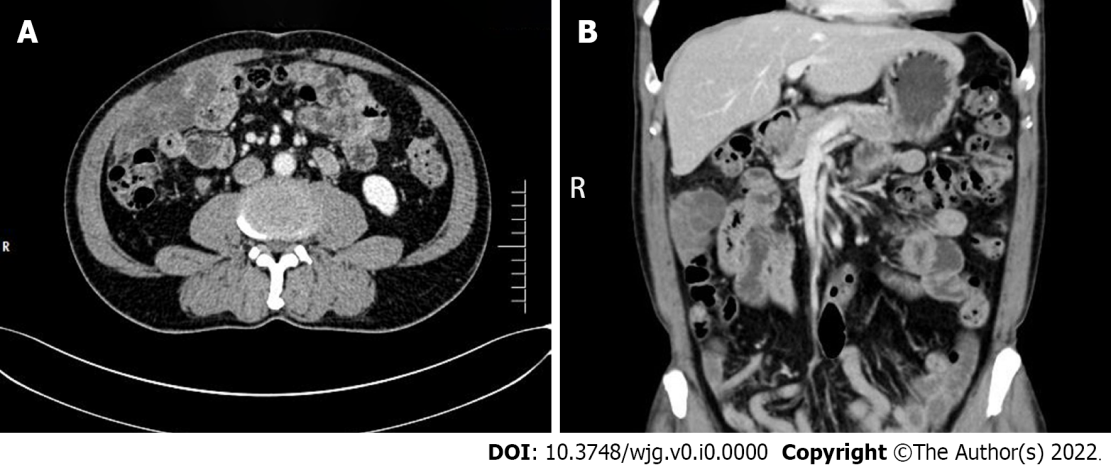 A
B
R
R
DOI: 10.3748/wjg.v0.i0.0000 Copyright ©The Author(s) 2022.